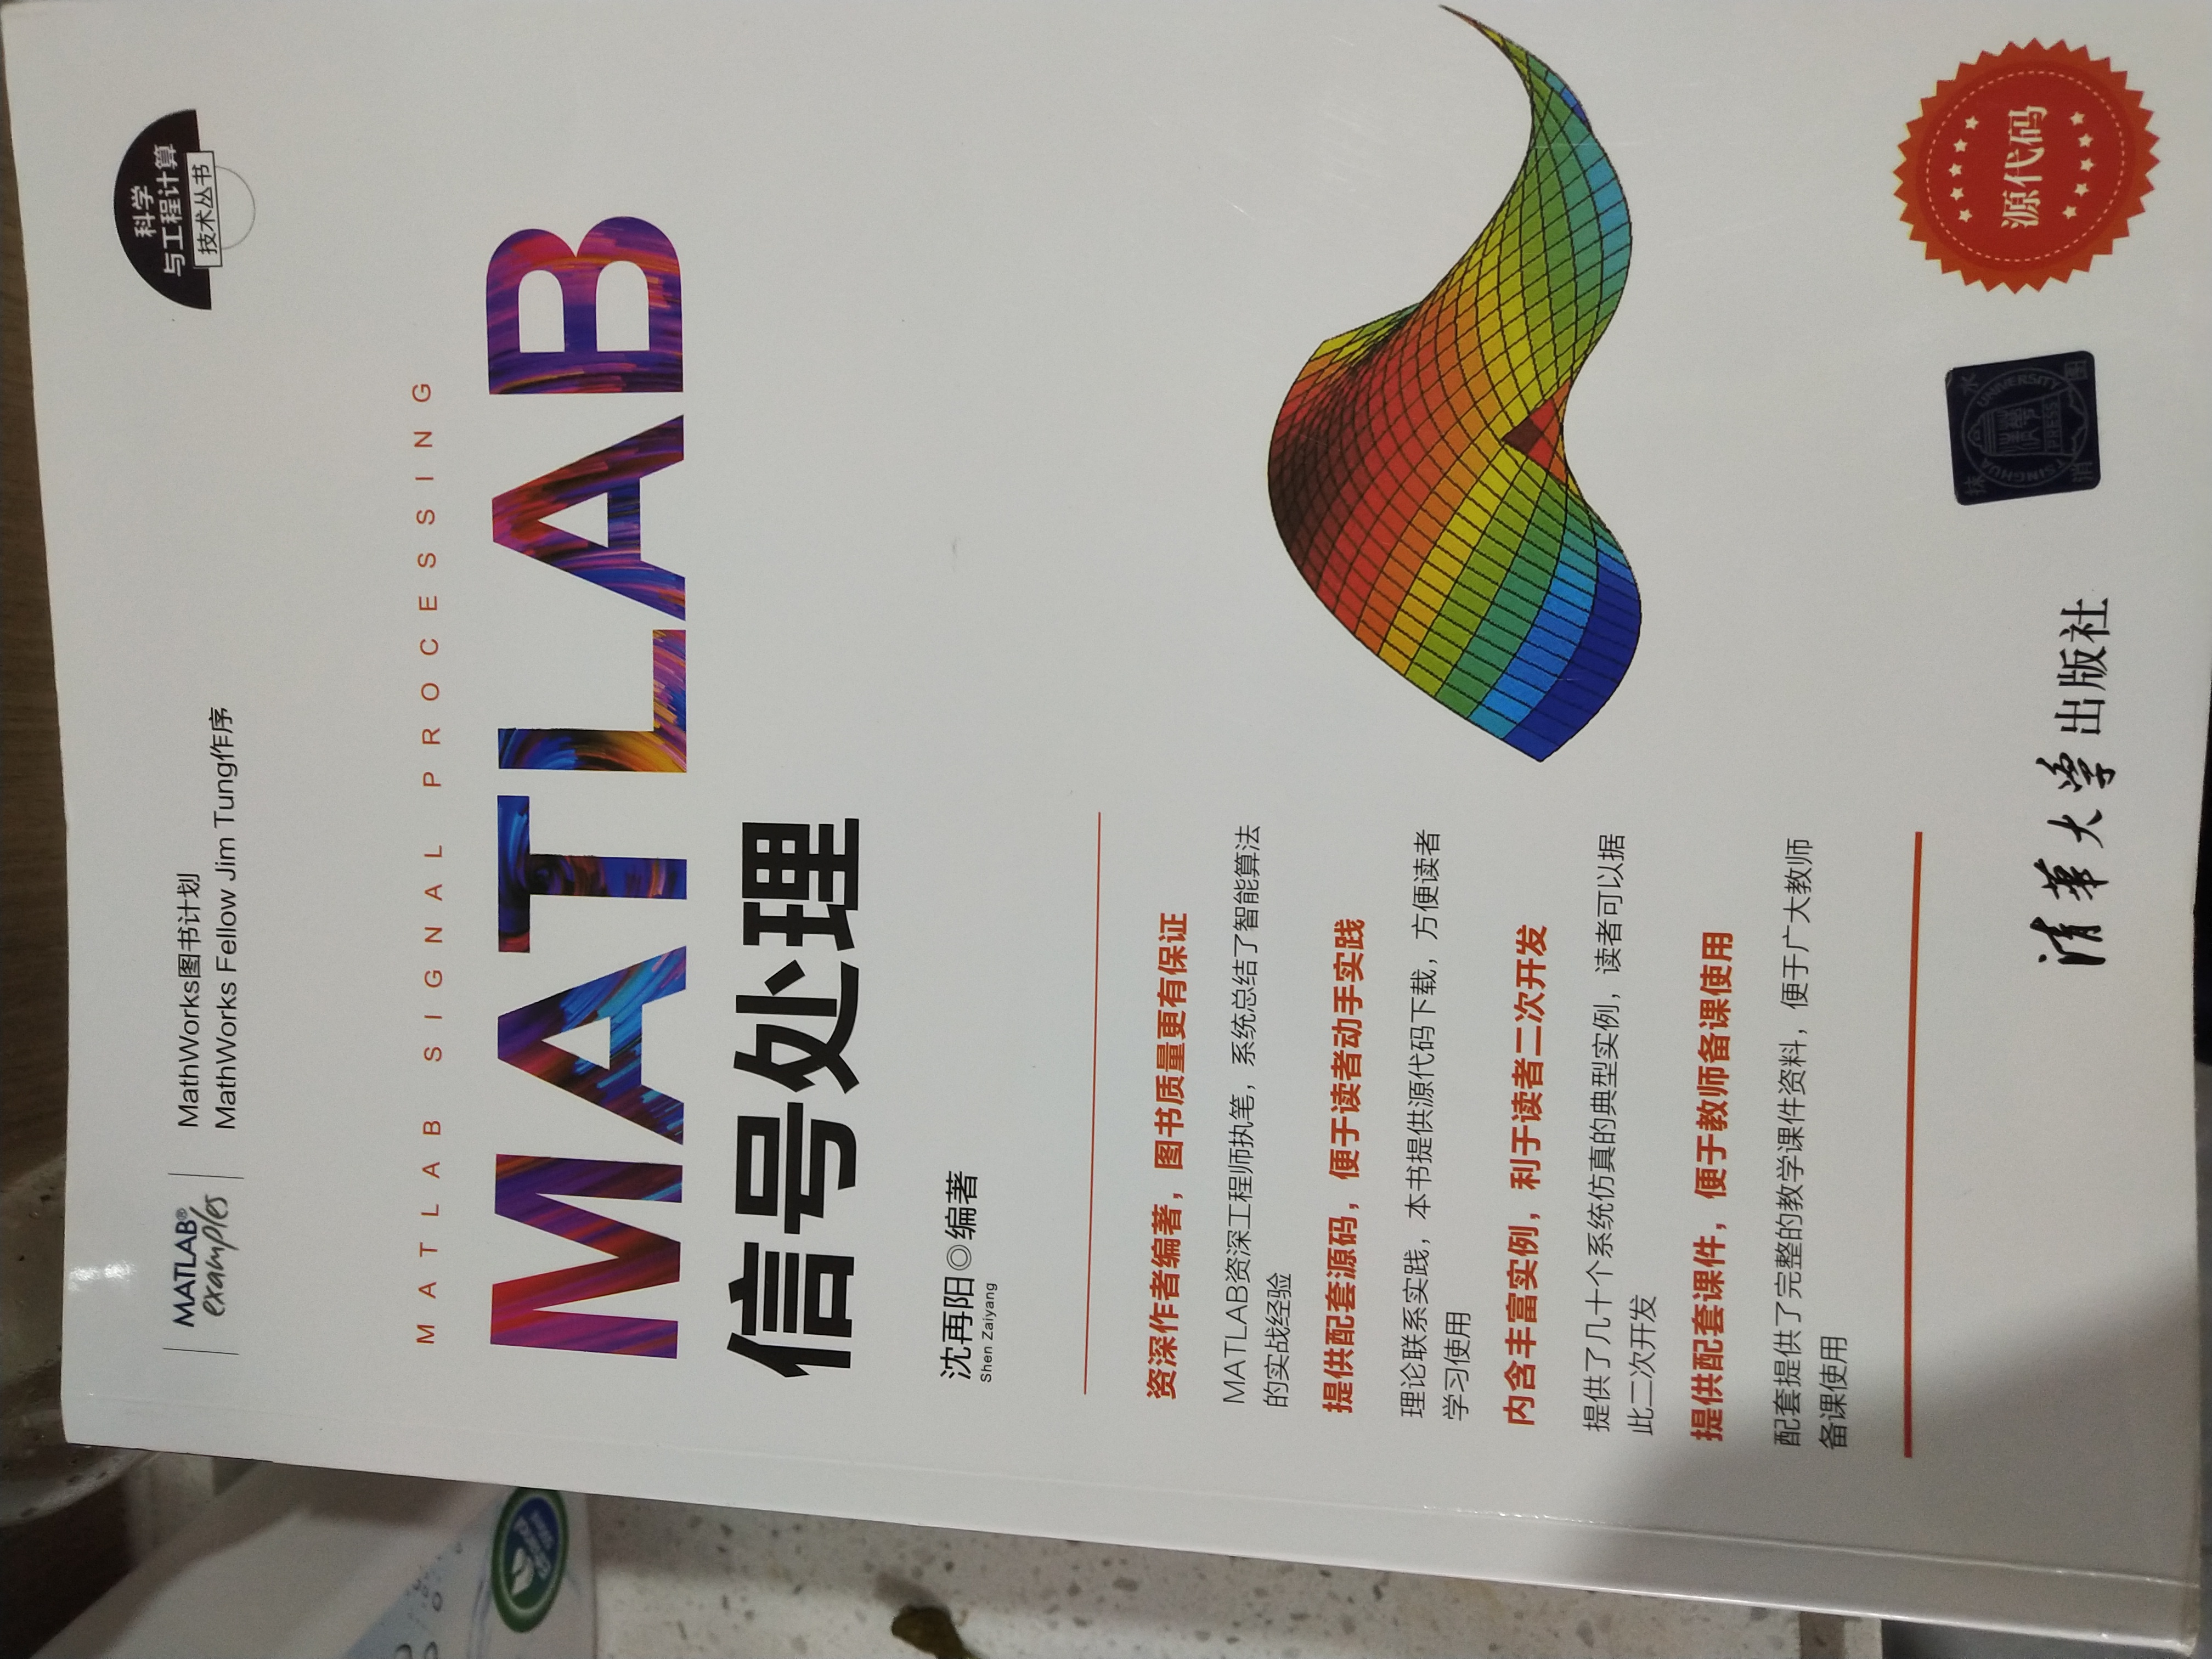 MATLAB®
examples
MathWorks图书计划
MathWorks Fellow Jim Tung作序
科学
与工程计算
技术丛书
MATLAB SIGNAL PROCESSING
MATLAB
信号处理
沈再阳◎编著
Shen Zaiyang
资深作者编著，图书质量更有保证
MATLAB资深工程师执笔，系统总结了智能算法
的实战经验
提供配套源码，便于读者动手实践
理论联系实践，本书提供源代码下载，方便读者
学习使用
内含丰富实例，利于读者二次开发
提供了几十个系统仿真的典型实例，读者可以据
此二次开发
提供配套课件，便于教师备课使用
配套提供了完整的教学课件资料，便于广大教师
备课使用
清华大学出版社
TSINGHUA UNIVERSITY
PRESS
源代码